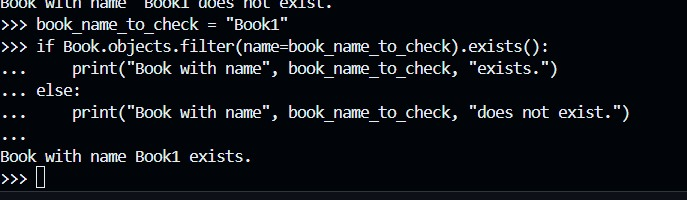 Book with name  Book1 does not exist.
>>> book_name_to_check = "Book1"
>>> if Book.objects.filter(name=book_name_to_check).exists():
...     print("Book with name", book_name_to_check, "exists.")
... else:
...     print("Book with name", book_name_to_check, "does not exist.")
...
Book with name Book1 exists.
>>>